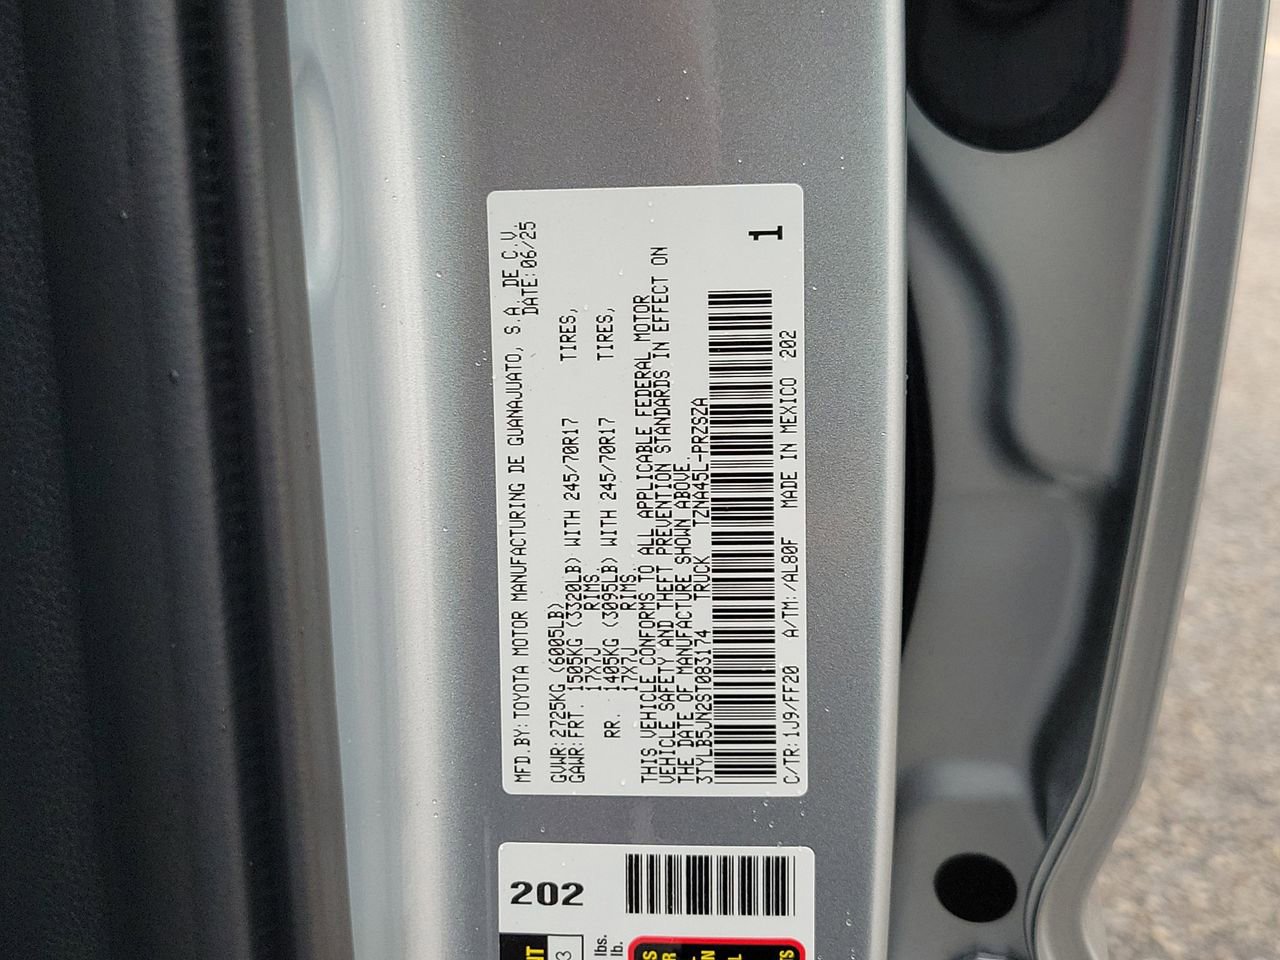 MFD.BY: TOYOTA MOTOR MANUFACTURING DE GUANAJUATO, S.A. DE C.V.
DATE: 06/25
GVWR: 2725KG (6005LB)
GAWR: FRT. 1505KG (3320LB) WITH 245/70R17 TIRES,
17X7J RIMS.
RR. 1405KG (3095LB) WITH 245/70R17 TIRES,
17X7J RIMS.
THIS VEHICLE CONFORMS TO ALL APPLICABLE FEDERAL MOTOR
VEHICLE SAFETY AND THEFT PREVENTION STANDARDS IN EFFECT ON
THE DATE OF MANUFACTURE SHOWN ABOVE.
3TYLB5JN2ST083174 TRUCK TZNA45L-PRZSZA
1
C/TR: 1J9/FF20 A/TM: /AL80F MADE IN MEXICO 202
202
lbs.
lb.